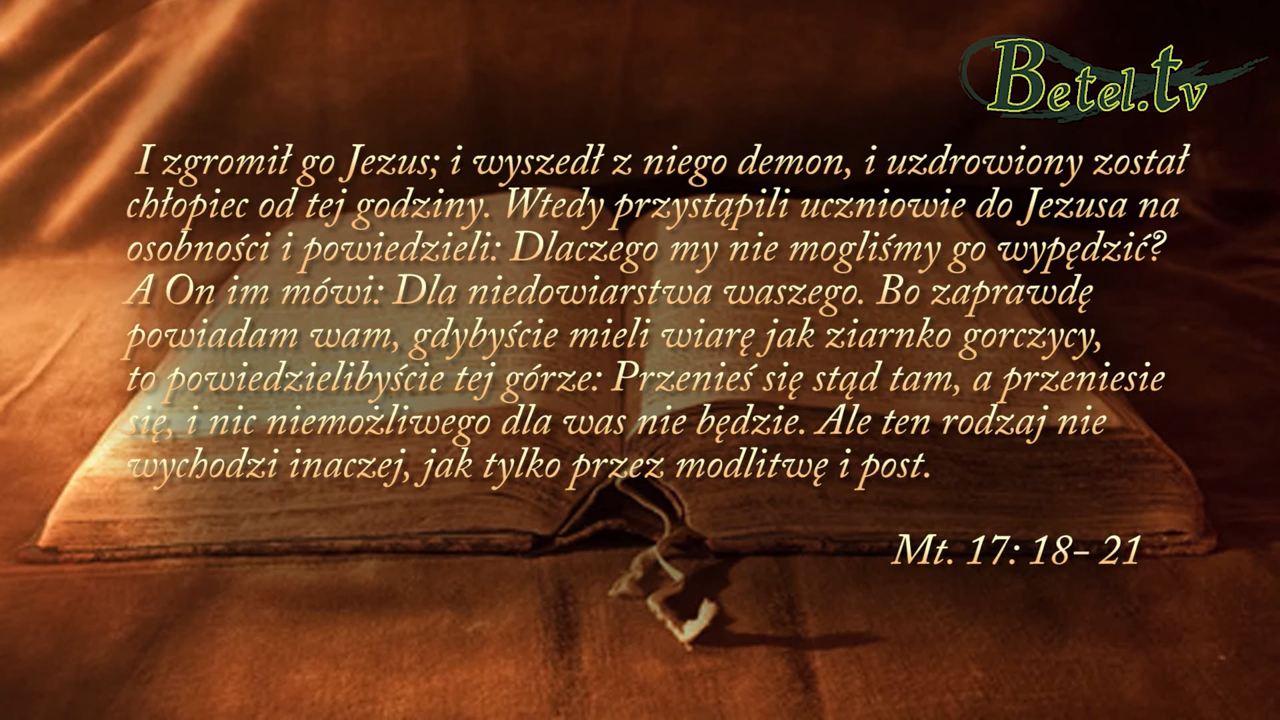 Betel.tv
I zgromił go Jezus; i wyszedł z niego demon, i uzdrowiony został
chłopiec od tej godziny. Wtedy przystąpili uczniowie do Jezusa na
osobności i powiedzieli: Dlaczego my nie mogliśmy go wypędzić?
A On im mówi: Dla niedowiarstwa waszego. Bo zaprawdę
powiadam wam, gdybyście mieli wiarę jak ziarnko gorczycy,
to powiedzielibyście tej górze: Przenieś się stąd tam, a przeniesie
się, i nic niemożliwego dla was nie będzie. Ale ten rodzaj nie
wychodzi inaczej, jak tylko przez modlitwę i post.
Mt. 17: 18- 21